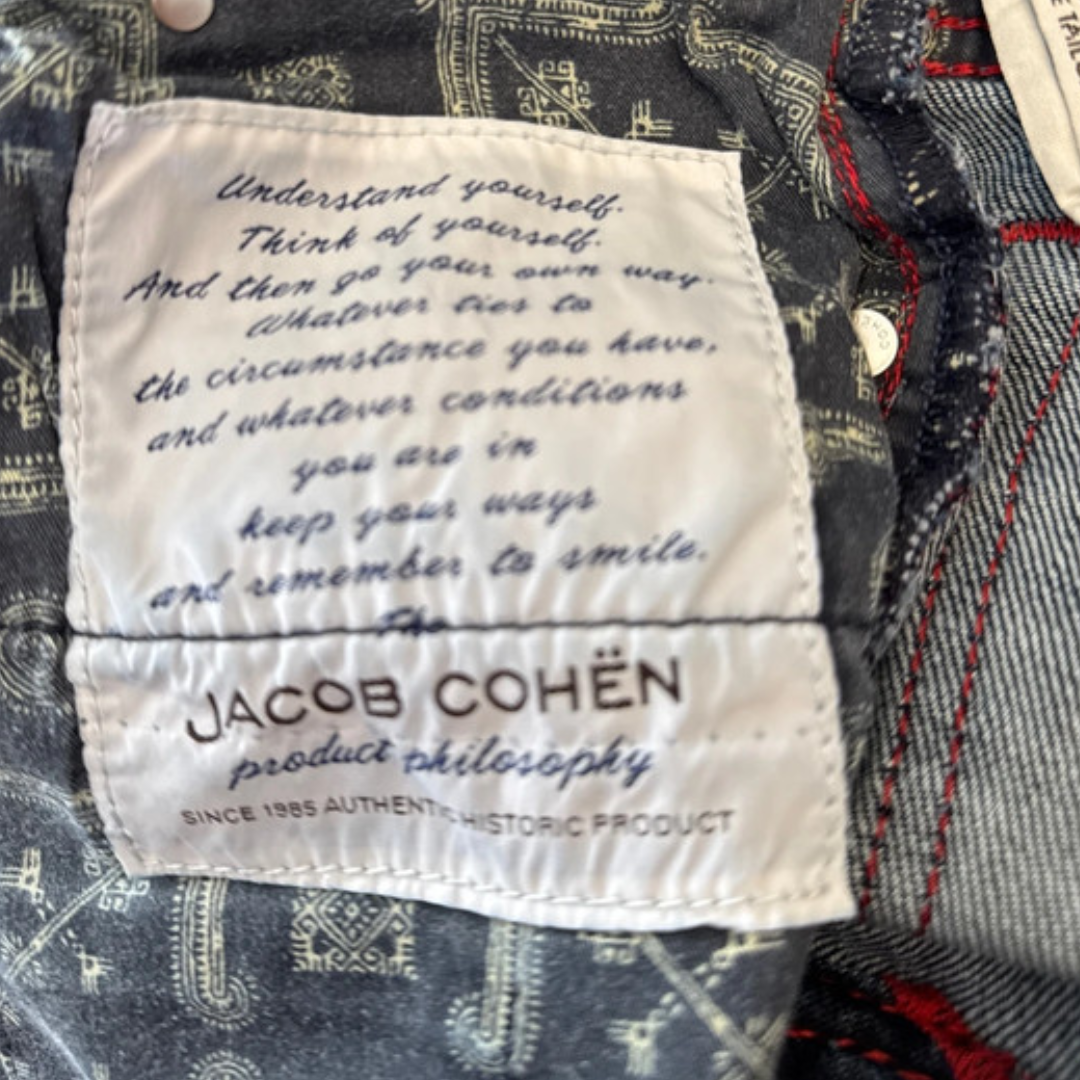 Understand yourself.
Think of yourself.
And then go your own way.
Whatever ties to
the circumstance you have,
and whatever conditions
you are in
keep your ways
and remember to smile.
The
JACOB COHËN
product philosophy
SINCE 1985 AUTHENTIC HISTORIC PRODUCT